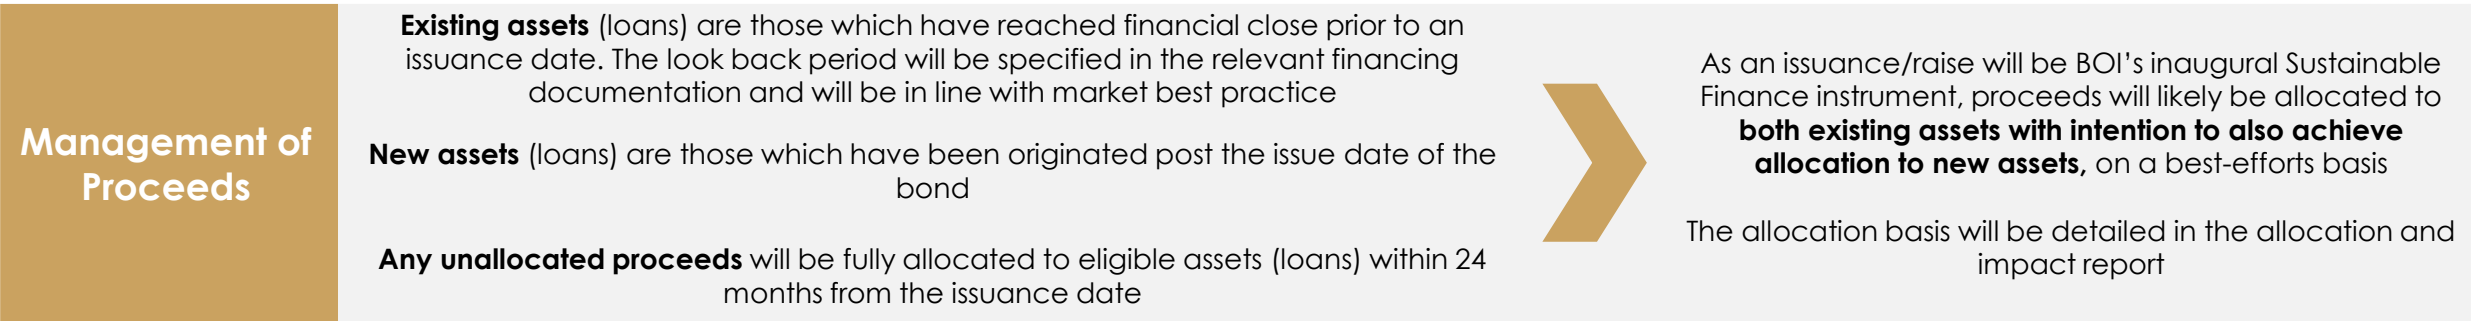 Management of
Proceeds
Existing assets (loans) are those which have reached financial close prior to an
issuance date. The look back period will be specified in the relevant financing
documentation and will be in line with market best practice
New assets (loans) are those which have been originated post the issue date of the
bond
Any unallocated proceeds will be fully allocated to eligible assets (loans) within 24
months from the issuance date
As an issuance/raise will be BOI's inaugural Sustainable
Finance instrument, proceeds will likely be allocated to
both existing assets with intention to also achieve
allocation to new assets, on a best-efforts basis
The allocation basis will be detailed in the allocation and
impact report